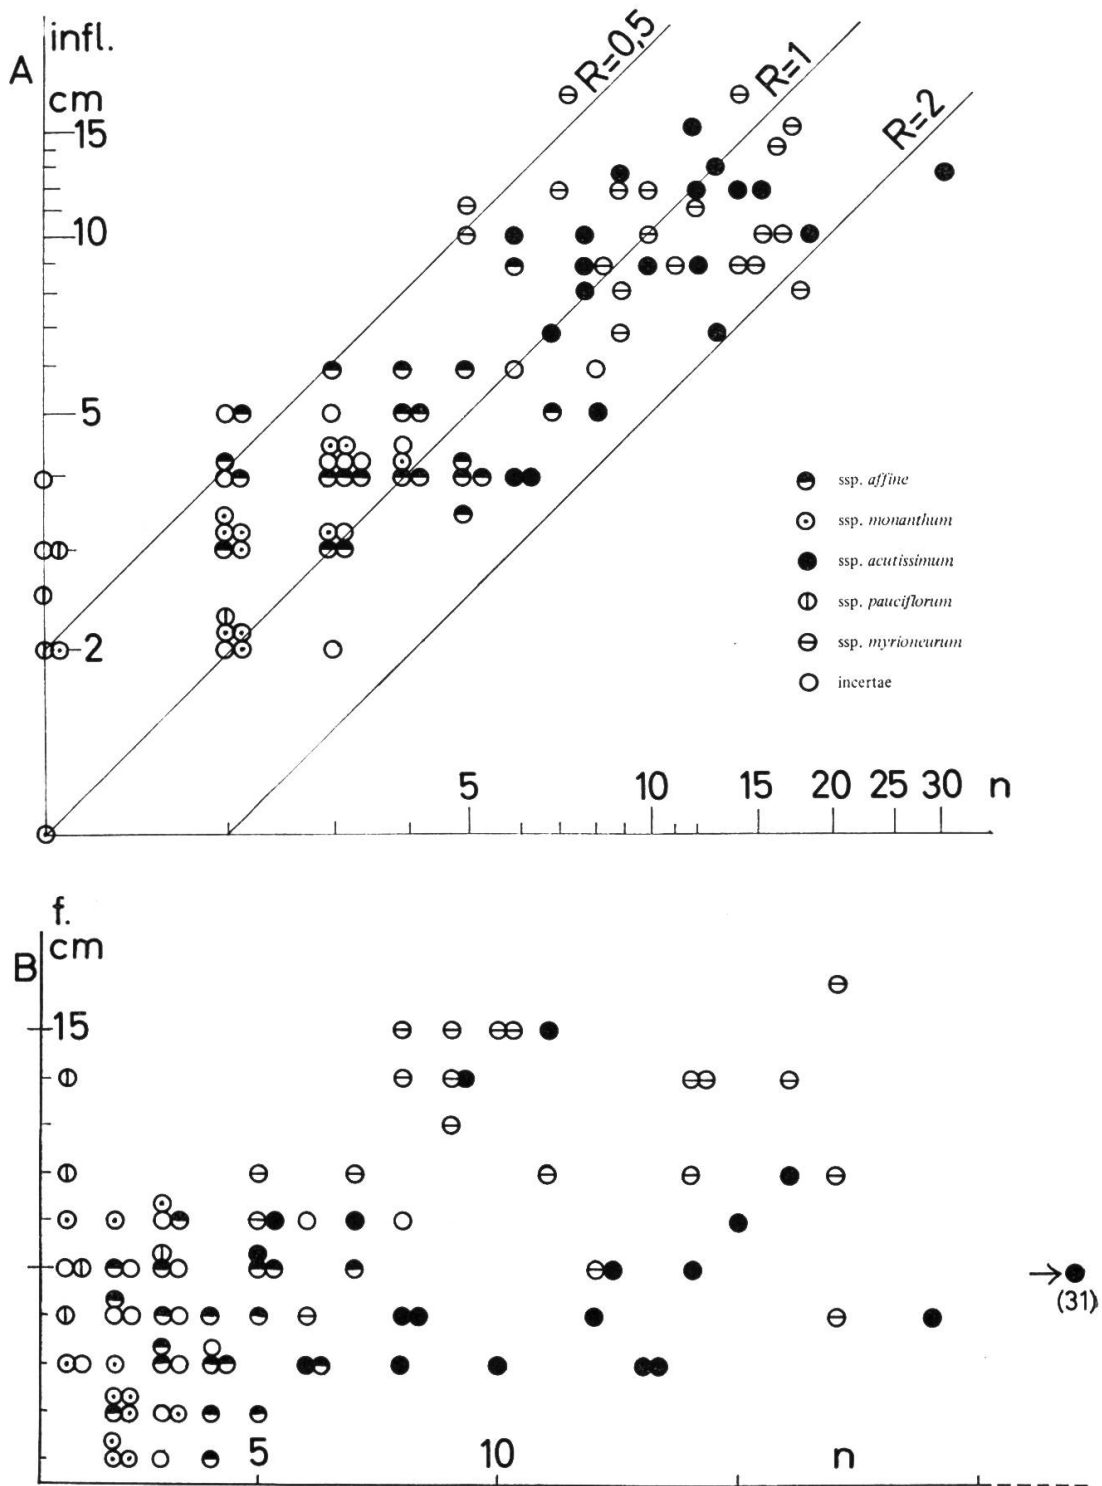 A
infl.
cm
15
10
5
2
R=0,5
R=1
R=2
ssp. affine
ssp. monanthum
ssp. acutissimum
ssp. pauciflorum
ssp. myrioneurum
incertae
5 10 15 20 25 30 n
B
f.
cm
15
(31)
5 10 n